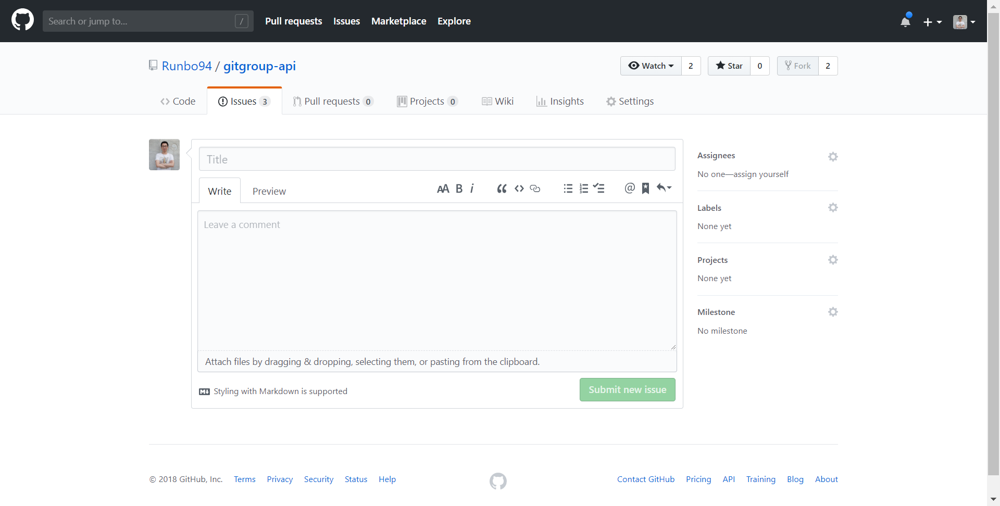 Search or jump to... /
Pull requests Issues Marketplace Explore
Runbo94 / gitgroup-api
Watch 2 Star 0 Fork 2
Code Issues 3 Pull requests 0 Projects 0 Wiki Insights Settings
Title
Write Preview
AA B i @
Leave a comment
Attach files by dragging & dropping, selecting them, or pasting from the clipboard.
Styling with Markdown is supported
Submit new issue
Assignees
No one—assign yourself
Labels
None yet
Projects
None yet
Milestone
No milestone
© 2018 GitHub, Inc. Terms Privacy Security Status Help
Contact GitHub Pricing API Training Blog About